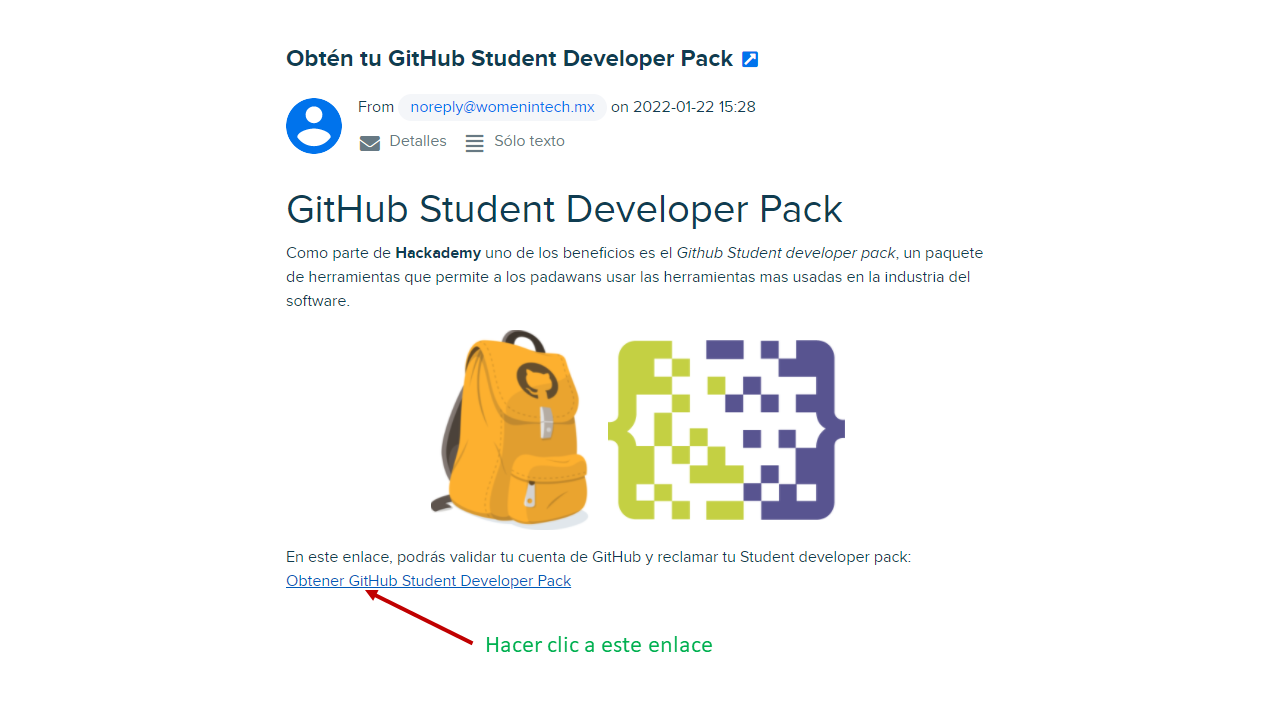 Obtén tu GitHub Student Developer Pack
From noreply@womenintech.mx on 2022-01-22 15:28
Detalles Sólo texto
GitHub Student Developer Pack
Como parte de Hackademy uno de los beneficios es el Github Student developer pack, un paquete
de herramientas que permite a los padawans usar las herramientas mas usadas en la industria del
software.
En este enlace, podrás validar tu cuenta de GitHub y reclamar tu Student developer pack:
Obtener GitHub Student Developer Pack
Hacer clic a este enlace